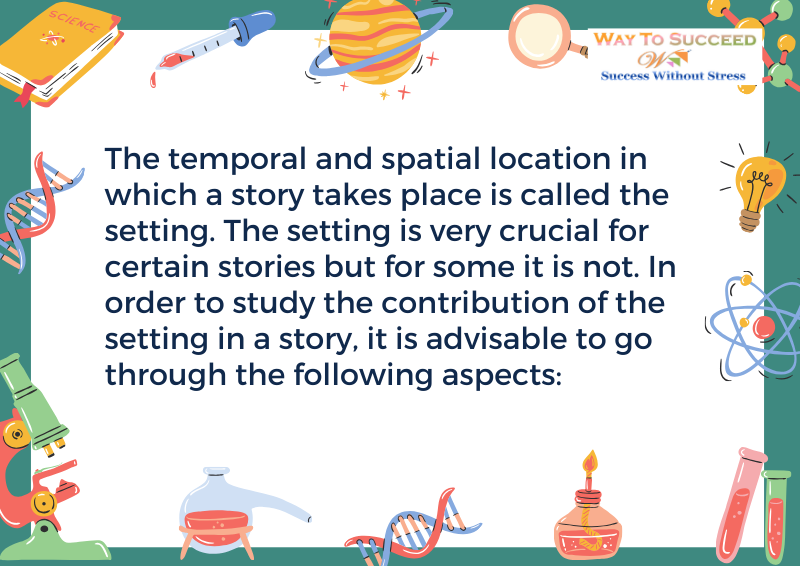 SCIENCE
WAY TO SUCCEED
Success Without Stress
The temporal and spatial location in
which a story takes place is called the
setting. The setting is very crucial for
certain stories but for some it is not. In
order to study the contribution of the
setting in a story, it is advisable to go
through the following aspects: